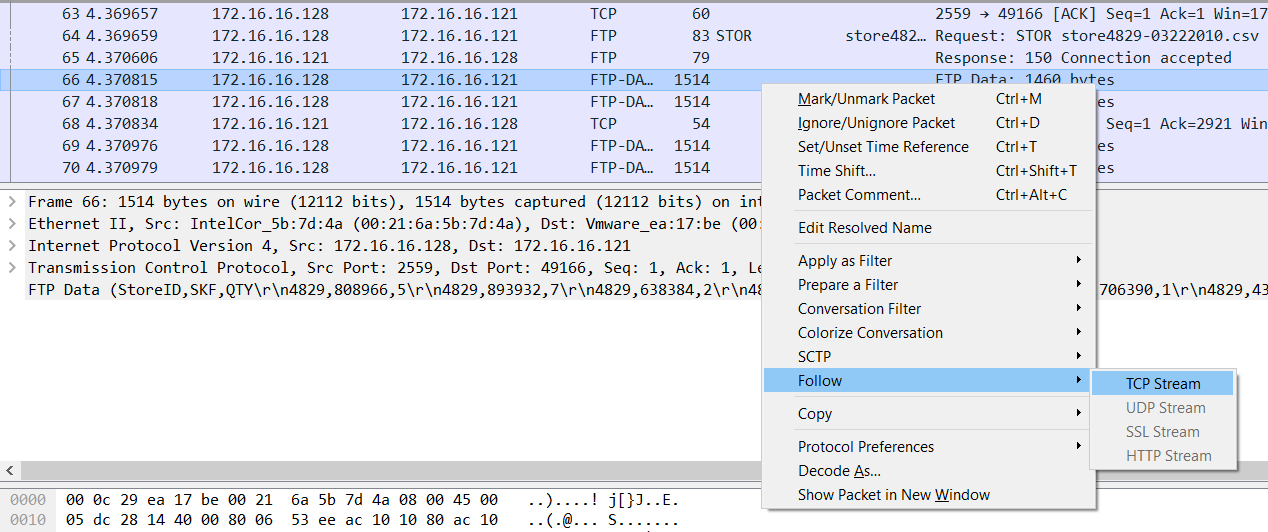 63 4.369657 172.16.16.128 172.16.16.121 TCP 60 2559 → 49166 [ACK] Seq=1 Ack=1 Win=17
64 4.369659 172.16.16.128 172.16.16.121 FTP 83 STOR store482… Request: STOR store4829-03222010.csv
65 4.370606 172.16.16.121 172.16.16.128 FTP 79 Response: 150 Connection accepted
66 4.370815 172.16.16.128 172.16.16.121 FTP-DA… 1514 FTP Data: 1460 bytes
67 4.370818 172.16.16.128 172.16.16.121 FTP-DA… 1514 bytes
68 4.370834 172.16.16.121 172.16.16.128 TCP 54 Seq=1 Ack=2921 Win
69 4.370976 172.16.16.128 172.16.16.121 FTP-DA… 1514 bytes
70 4.370979 172.16.16.128 172.16.16.121 FTP-DA… 1514 bytes
Mark/Unmark Packet Ctrl+M
Ignore/Unignore Packet Ctrl+D
Set/Unset Time Reference Ctrl+T
Time Shift... Ctrl+Shift+T
Packet Comment... Ctrl+Alt+C
Edit Resolved Name
Apply as Filter
Prepare a Filter
Conversation Filter
Colorize Conversation
SCTP
Follow
Copy
Protocol Preferences
Decode As...
Show Packet in New Window
TCP Stream
UDP Stream
SSL Stream
HTTP Stream
Frame 66: 1514 bytes on wire (12112 bits), 1514 bytes captured (12112 bits) on int
Ethernet II, Src: IntelCor_5b:7d:4a (00:21:6a:5b:7d:4a), Dst: Vmware_ea:17:be (00:
Internet Protocol Version 4, Src: 172.16.16.128, Dst: 172.16.16.121
Transmission Control Protocol, Src Port: 2559, Dst Port: 49166, Seq: 1, Ack: 1, Le
FTP Data (StoreID,SKF,QTY\r\n4829,808966,5\r\n4829,893932,7\r\n4829,638384,2\r\n48 706390,1\r\n4829,43
0000 00 0c 29 ea 17 be 00 21 6a 5b 7d 4a 08 00 45 00 ..)....! j[}J..E.
0010 05 dc 28 14 40 00 80 06 53 ee ac 10 10 80 ac 10 ..(.@... S.......